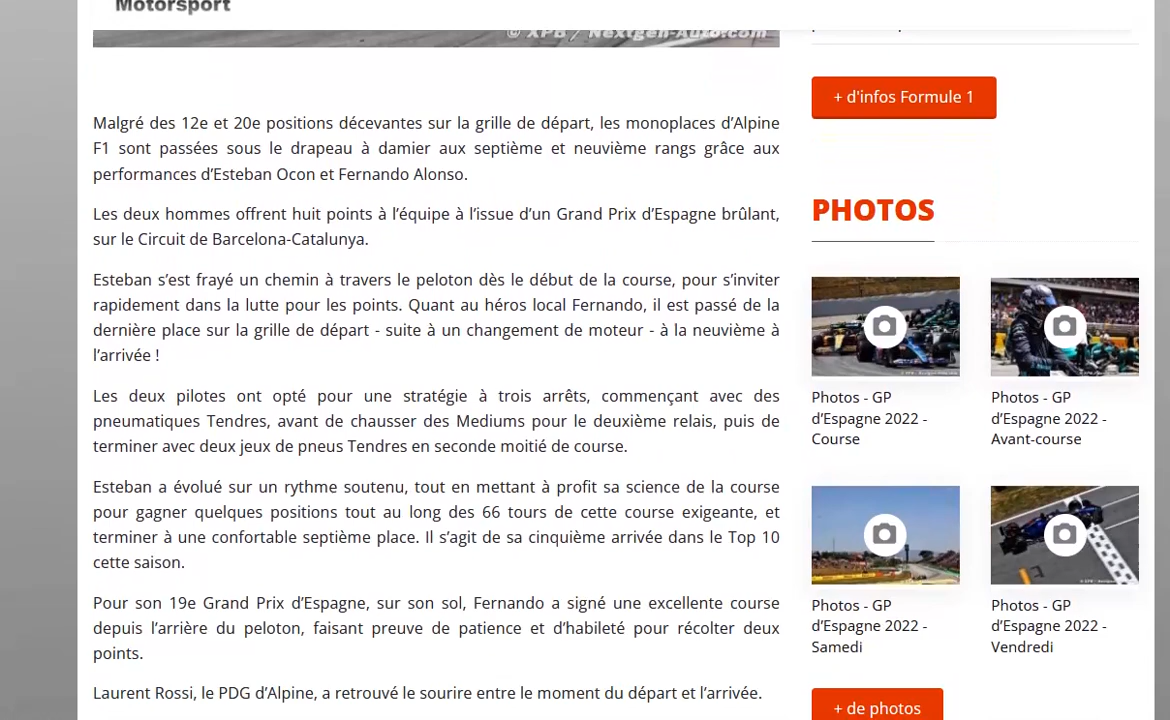 Motorsport
© XPB / Nextgen-Auto.com
Malgré des 12e et 20e positions décevantes sur la grille de départ, les monoplaces d’Alpine
F1 sont passées sous le drapeau à damier aux septième et neuvième rangs grâce aux
performances d’Esteban Ocon et Fernando Alonso.
Les deux hommes offrent huit points à l’équipe à l’issue d’un Grand Prix d’Espagne brûlant,
sur le Circuit de Barcelona-Catalunya.
Esteban s’est frayé un chemin à travers le peloton dès le début de la course, pour s’inviter
rapidement dans la lutte pour les points. Quant au héros local Fernando, il est passé de la
dernière place sur la grille de départ - suite à un changement de moteur - à la neuvième à
l’arrivée !
Les deux pilotes ont opté pour une stratégie à trois arrêts, commençant avec des
pneumatiques Tendres, avant de chausser des Mediums pour le deuxième relais, puis de
terminer avec deux jeux de pneus Tendres en seconde moitié de course.
Esteban a évolué sur un rythme soutenu, tout en mettant à profit sa science de la course
pour gagner quelques positions tout au long des 66 tours de cette course exigeante, et
terminer à une confortable septième place. Il s’agit de sa cinquième arrivée dans le Top 10
cette saison.
Pour son 19e Grand Prix d’Espagne, sur son sol, Fernando a signé une excellente course
depuis l’arrière du peloton, faisant preuve de patience et d’habileté pour récolter deux
points.
Laurent Rossi, le PDG d’Alpine, a retrouvé le sourire entre le moment du départ et l’arrivée.
+ d'infos Formule 1
PHOTOS
Photos - GP
d’Espagne 2022 -
Course
Photos - GP
d’Espagne 2022 -
Avant-course
Photos - GP
d’Espagne 2022 -
Samedi
Photos - GP
d’Espagne 2022 -
Vendredi
+ de photos